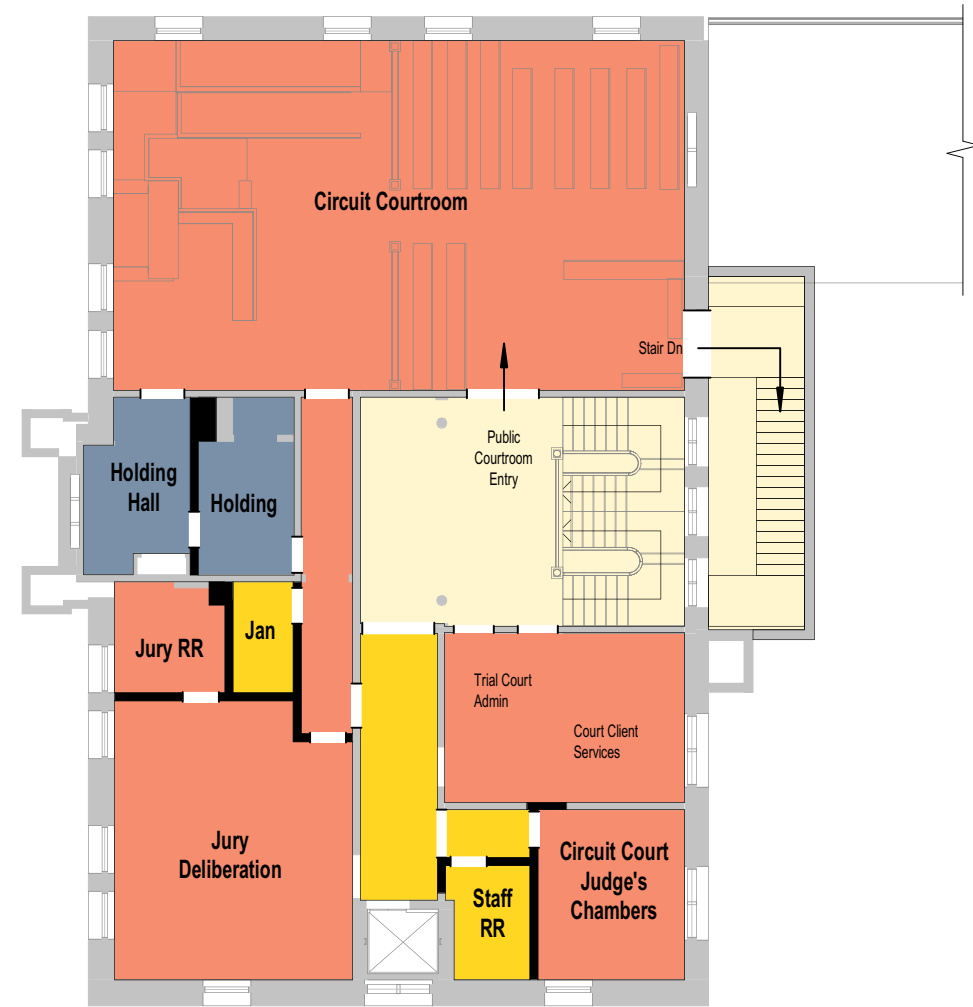 Circuit Courtroom
Stair Dn
Public
Courtroom
Entry
Holding
Hall
Holding
Jury RR
Jan
Trial Court
Admin
Court Client
Services
Jury
Deliberation
Circuit Court
Judge's
Chambers
Staff
RR